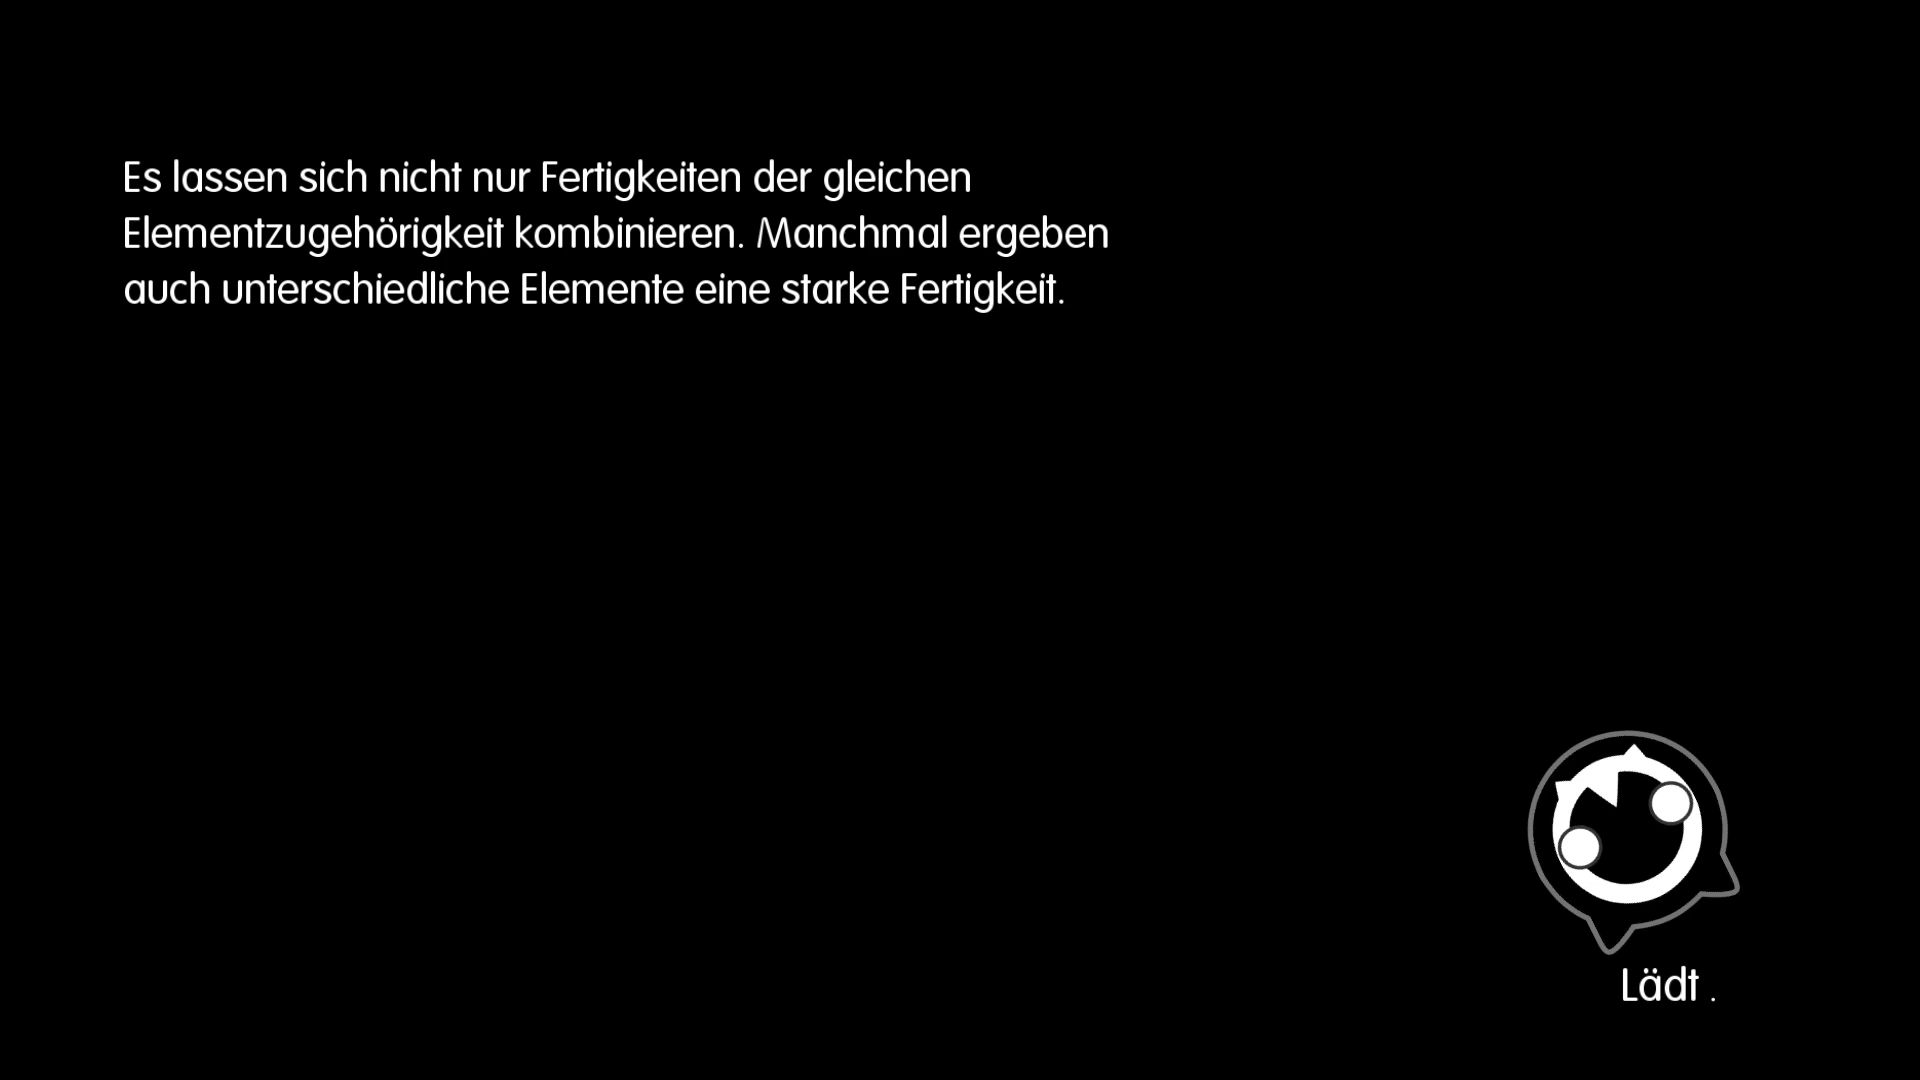 Es lassen sich nicht nur Fertigkeiten der gleichen
Elementzugehörigkeit kombinieren. Manchmal ergeben
auch unterschiedliche Elemente eine starke Fertigkeit.
Lädt .